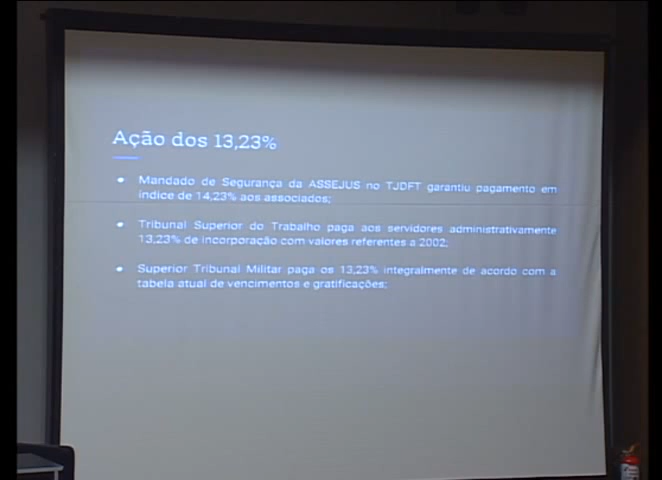 Ação dos 13,23%
• Mandado de Segurança da ASSEJUS no TJDFT garantiu pagamento em
índice de 14,23% aos associados;
• Tribunal Superior do Trabalho paga aos servidores administrativamente
13,23% de incorporação com valores referentes a 2002;
• Superior Tribunal Militar paga os 13,23% integralmente de acordo com a
tabela atual de vencimentos e gratificações;